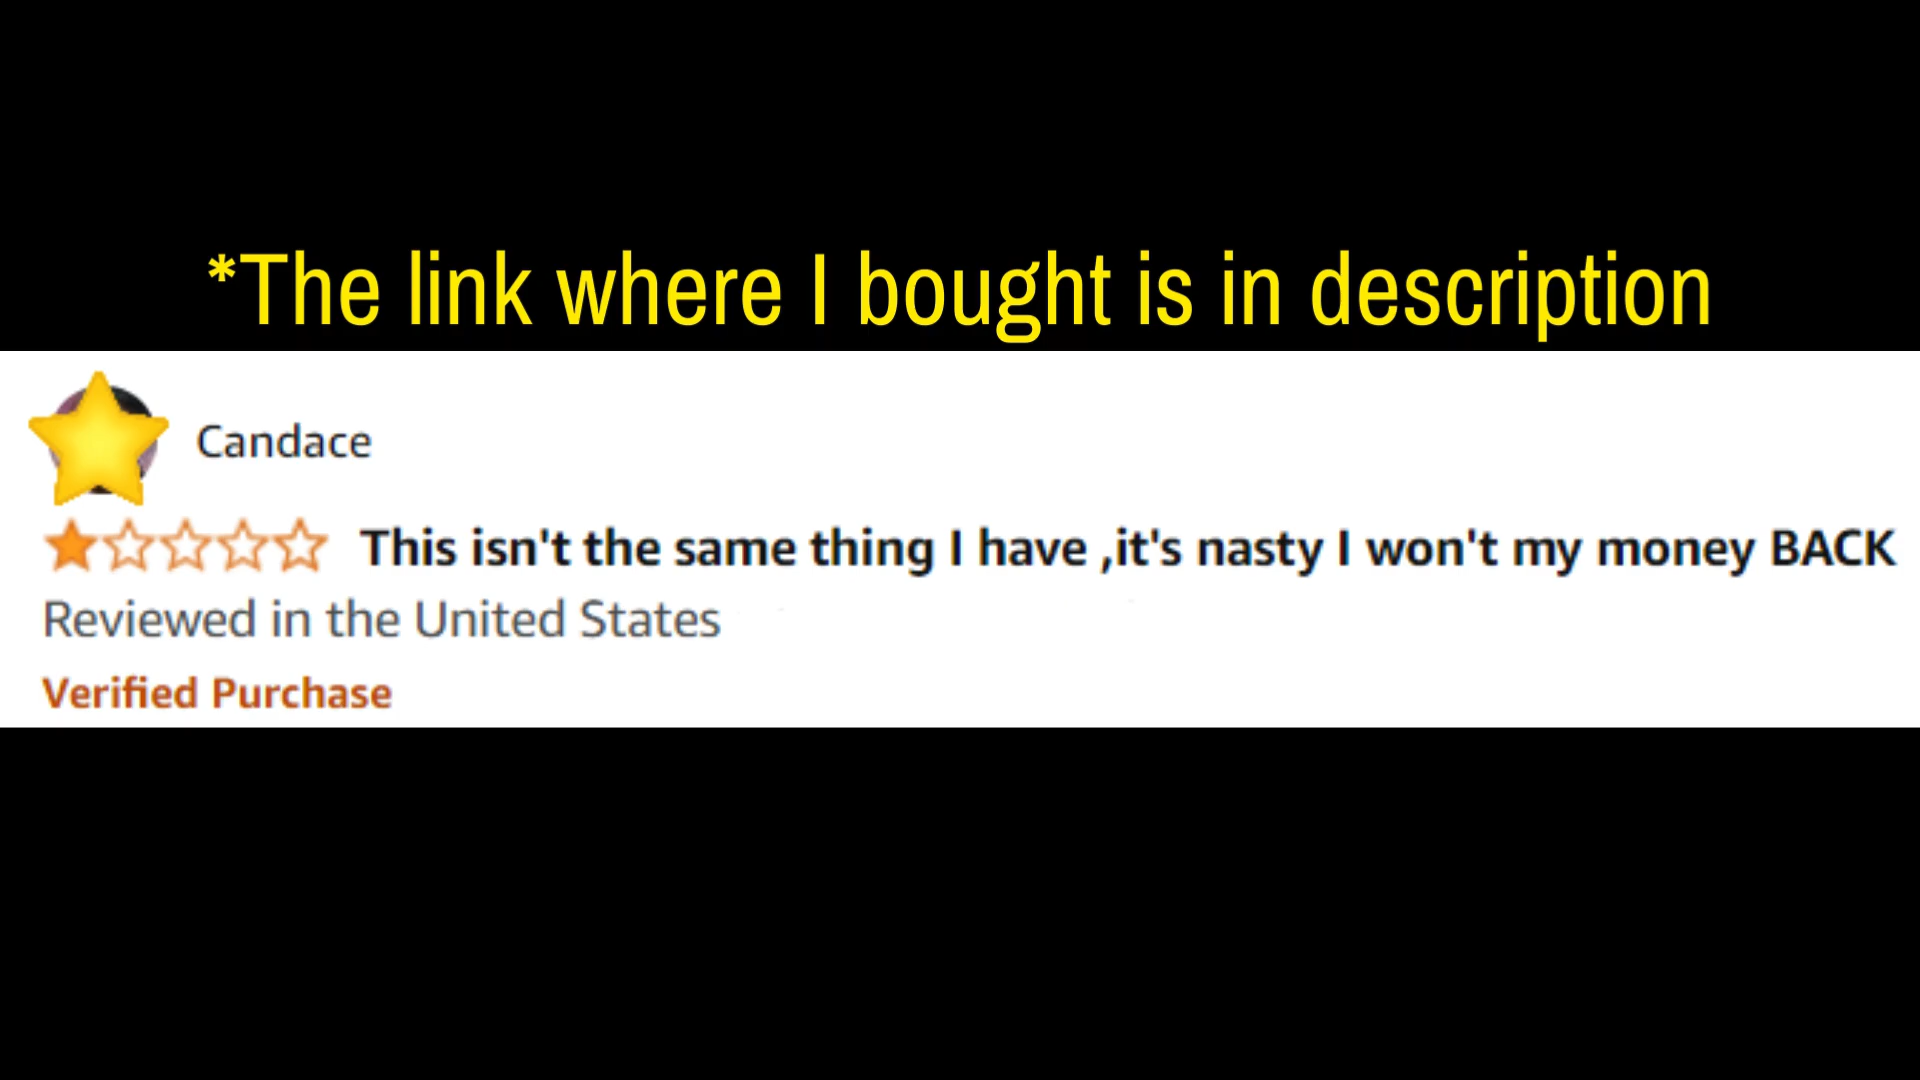 *The link where I bought is in description
Candace
This isn't the same thing I have ,it's nasty I won't my money BACK
Reviewed in the United States
Verified Purchase